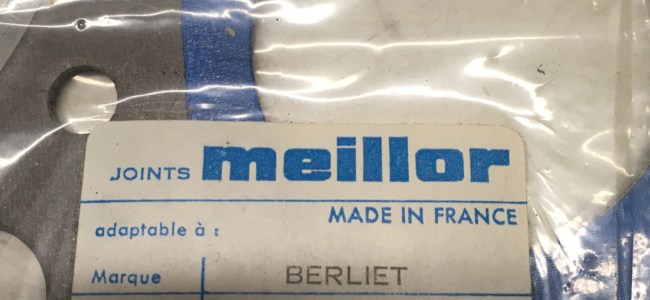 JOINTS meillor
MADE IN FRANCE
adaptable à :
Marque BERLIET